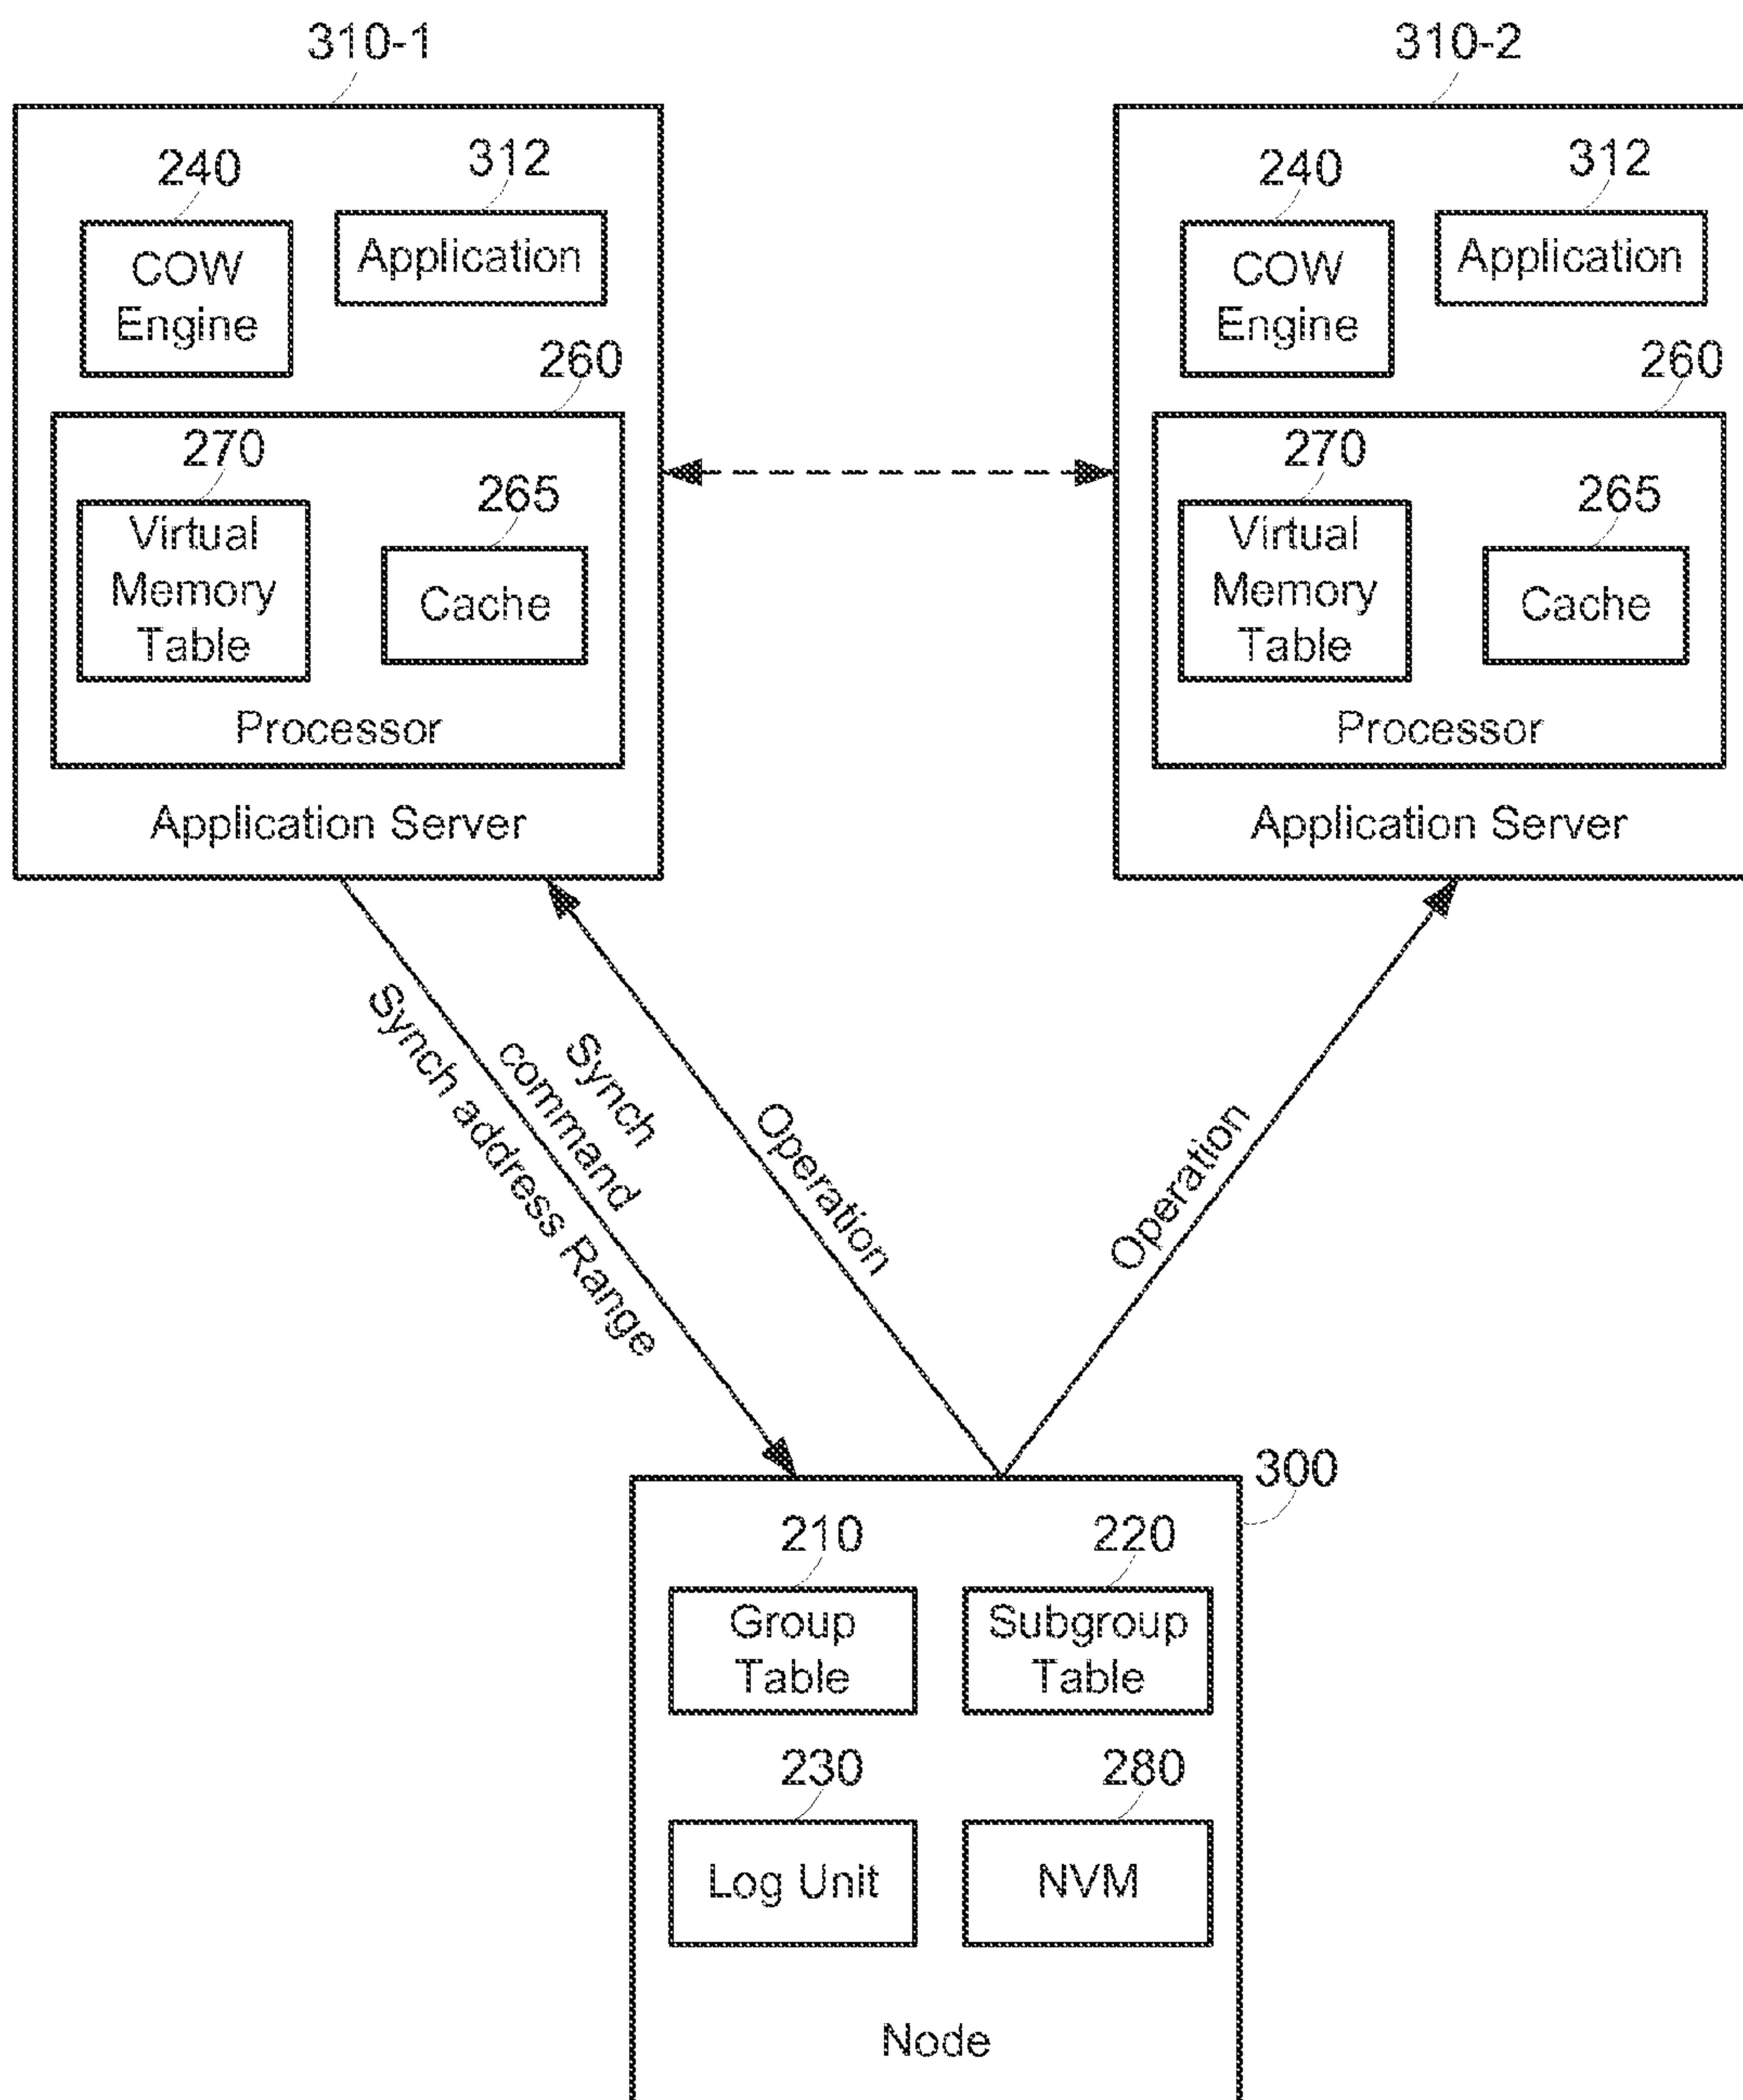 310-1
310-2
240
312
COW
Engine
Application
260
270
265
Virtual
Memory
Table
Cache
Processor
Application Server
240
312
COW
Engine
Application
260
270
265
Virtual
Memory
Table
Cache
Processor
Application Server
Synch address Range
Synch
command
Operation
Operation
300
210
220
Group
Table
Subgroup
Table
230
280
Log Unit
NVM
Node